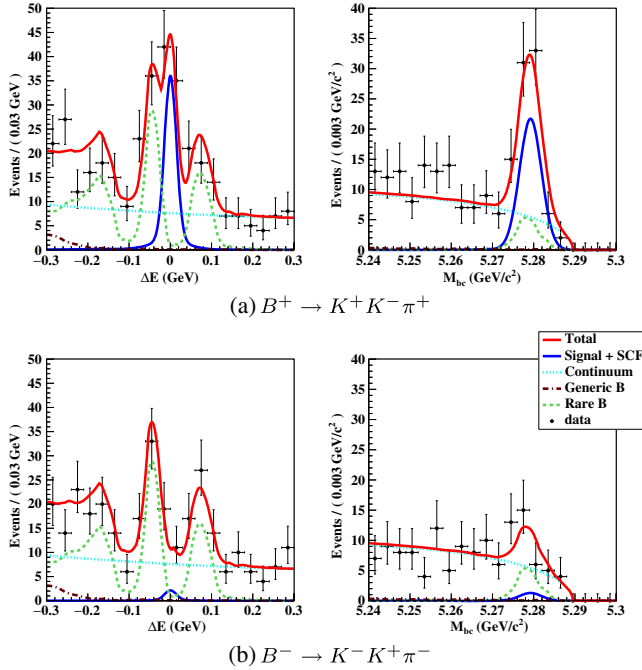 50
45
40
35
30
25
20
15
10
5
0
Events / ( 0.03 GeV )
−0.3 −0.2 −0.1 0 0.1 0.2 0.3
ΔE (GeV)
50
45
40
35
30
25
20
15
10
5
0
Events / ( 0.003 GeV/c²)
5.24 5.25 5.26 5.27 5.28 5.29 5.3
M_bc (GeV/c²)
(a) B⁺ → K⁺K⁻π⁺
50
45
40
35
30
25
20
15
10
5
0
Events / ( 0.03 GeV )
−0.3 −0.2 −0.1 0 0.1 0.2 0.3
ΔE (GeV)
50
45
40
35
30
25
20
15
10
5
0
Events / ( 0.003 GeV/c²)
5.24 5.25 5.26 5.27 5.28 5.29 5.3
M_bc (GeV/c²)
Total
Signal + SCF
Continuum
Generic B
Rare B
data
(b) B⁻ → K⁻K⁺π⁻